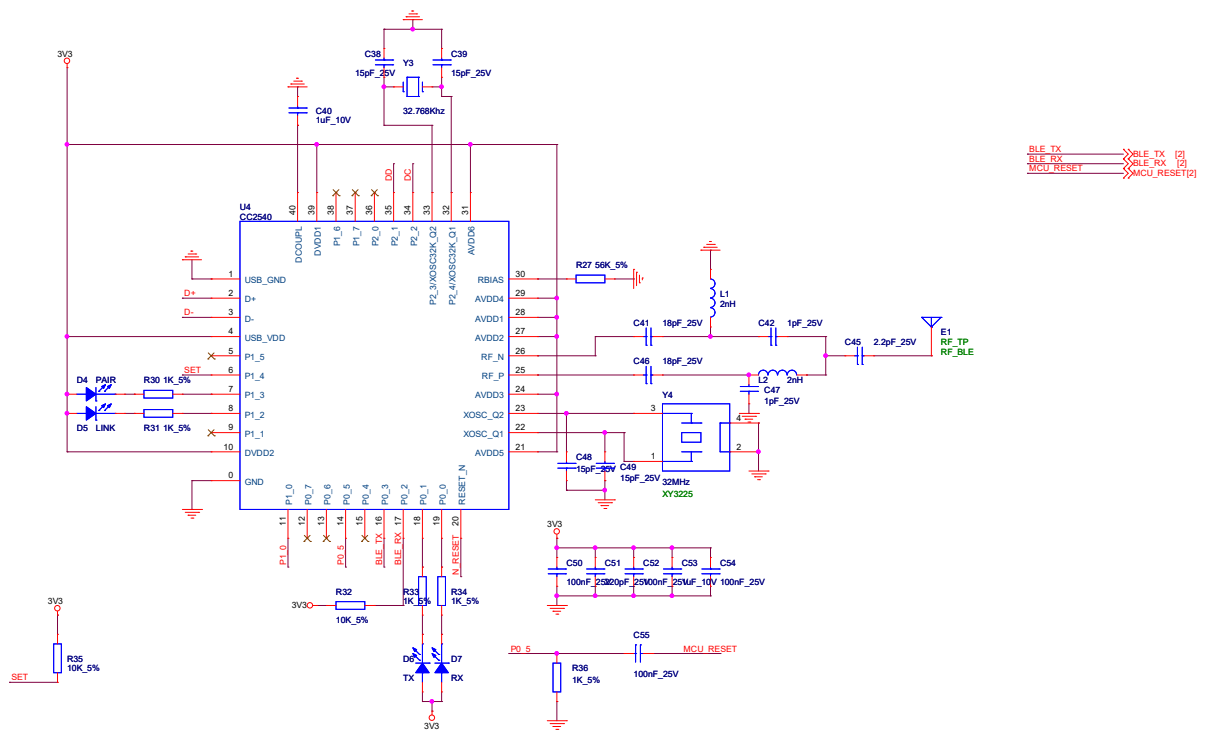 C38
15pF_25V
C39
15pF_25V
Y3
32.768Khz
3V3
C40
1uF_10V
BLE_TX
BLE_RX
MCU_RESET
BLE_TX [2]
BLE_RX [2]
MCU_RESET[2]
DD
DC
40
39
38
37
36
35
34
33
32
31
U4
CC2540
DCOUPL
DVDD1
P1_6
P1_7
P2_0
P2_1
P2_2
P2_3/XOSC32K_Q2
P2_4/XOSC32K_Q1
AVDD6
1 USB_GND
D+ 2 D+
D- 3 D-
4 USB_VDD
5 P1_5
SET 6 P1_4
7 P1_3
8 P1_2
9 P1_1
10 DVDD2
0 GND
D4 PAIR
R30 1K_5%
D5 LINK
R31 1K_5%
RBIAS 30
AVDD4 29
AVDD1 28
AVDD2 27
RF_N 26
RF_P 25
AVDD3 24
XOSC_Q2 23
XOSC_Q1 22
AVDD5 21
R27 56K_5%
L1
2nH
C41 18pF_25V
C42 1pF_25V
C45 2.2pF_25V
E1
RF_TP
RF_BLE
C46 18pF_25V
L2 2nH
C47
1pF_25V
Y4
3
4
1
2
32MHz
XY3225
C48
15pF_25V
C49
15pF_25V
P1_0
P0_7
P0_6
P0_5
P0_4
P0_3
P0_2
P0_1
P0_0
RESET_N
11
12
13
14
15
16
17
18
19
20
P1_0
P0_5
BLE_TX
BLE_RX
N_RESET
3V3
R32
10K_5%
R33
1K_5%
R34
1K_5%
D6
TX
D7
RX
3V3
3V3
C50
100nF_25V
C51
220pF_25V
C52
100nF_25V
C53
1uF_10V
C54
100nF_25V
3V3
R35
10K_5%
SET
P0_5
C55
100nF_25V
MCU_RESET
R36
1K_5%